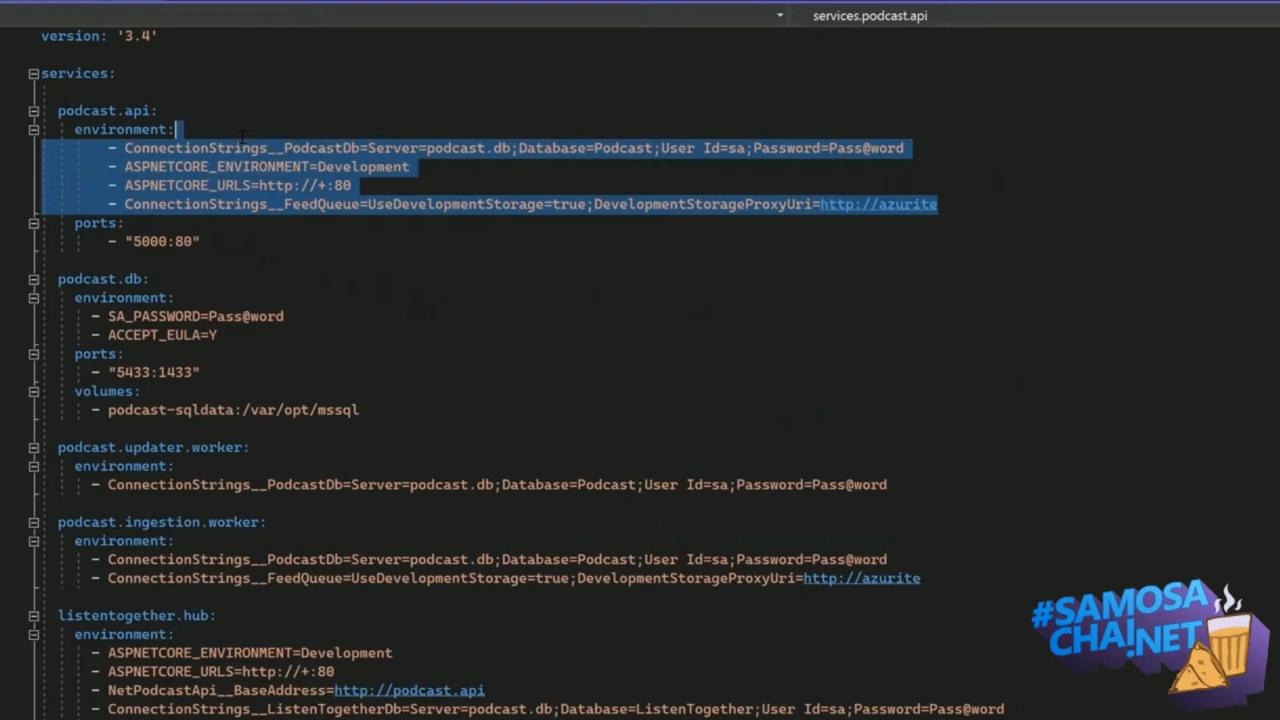 services.podcast.api
version: '3.4'
services:
podcast.api:
environment:
- ConnectionStrings__PodcastDb=Server=podcast.db;Database=Podcast;User Id=sa;Password=Pass@word
- ASPNETCORE_ENVIRONMENT=Development
- ASPNETCORE_URLS=http://+:80
- ConnectionStrings__FeedQueue=UseDevelopmentStorage=true;DevelopmentStorageProxyUri=http://azurite
ports:
- "5000:80"
podcast.db:
environment:
- SA_PASSWORD=Pass@word
- ACCEPT_EULA=Y
ports:
- "5433:1433"
volumes:
- podcast-sqldata:/var/opt/mssql
podcast.updater.worker:
environment:
- ConnectionStrings__PodcastDb=Server=podcast.db;Database=Podcast;User Id=sa;Password=Pass@word
podcast.ingestion.worker:
environment:
- ConnectionStrings__PodcastDb=Server=podcast.db;Database=Podcast;User Id=sa;Password=Pass@word
- ConnectionStrings__FeedQueue=UseDevelopmentStorage=true;DevelopmentStorageProxyUri=http://azurite
listentogether.hub:
environment:
- ASPNETCORE_ENVIRONMENT=Development
- ASPNETCORE_URLS=http://+:80
- NetPodcastApi__BaseAddress=http://podcast.api
- ConnectionStrings__ListenTogetherDb=Server=podcast.db;Database=ListenTogether;User Id=sa;Password=Pass@word
#SAMOSA
CHAI.NET